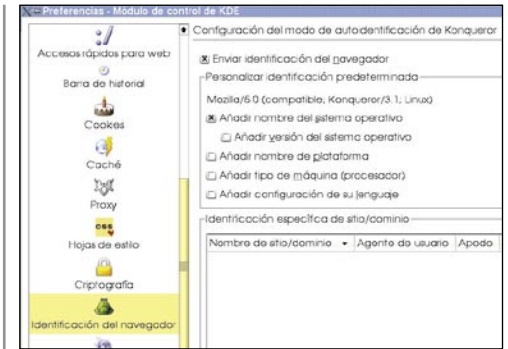 Preferencias - Módulo de control de KDE
Accesos rápidos para web
Barra de historial
Cookies
Caché
Proxy
css
Hojas de estilo
Criptografía
Identificación del navegador
Configuración del modo de autoidentificación de Konqueror
Enviar identificación del navegador
Personalizar identificación predeterminada
Mozilla/5.0 (compatible; Konqueror/3.1; Linux)
Añadir nombre del sistema operativo
Añadir versión del sistema operativo
Añadir nombre de plataforma
Añadir tipo de máquina (procesador)
Añadir configuración de su lenguaje
Identificación específica de sitio/dominio
Nombre de sitio/dominio Agente de usuario Apodo